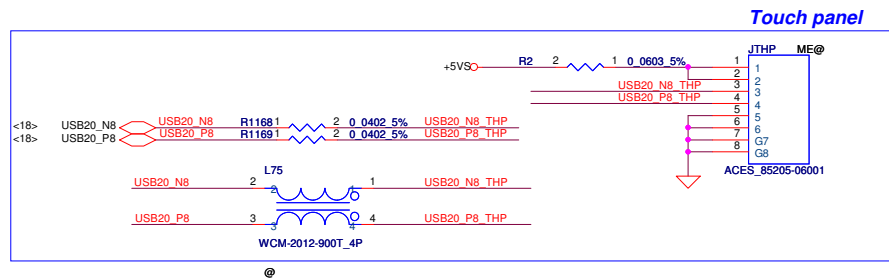 Touch panel
JTHP ME@
+5VS R2 2 1 0_0603_5% 1 1
2 2
USB20_N8_THP 3 3
USB20_P8_THP 4 4
5 5
6 6
7 G7
8 G8
ACES_85205-06001
<18> USB20_N8 USB20_N8 R1168 1 2 0_0402_5% USB20_N8_THP
<18> USB20_P8 USB20_P8 R1169 1 2 0_0402_5% USB20_P8_THP
L75
USB20_N8 2 2 1 1 USB20_N8_THP
USB20_P8 3 3 4 4 USB20_P8_THP
WCM-2012-900T_4P
@